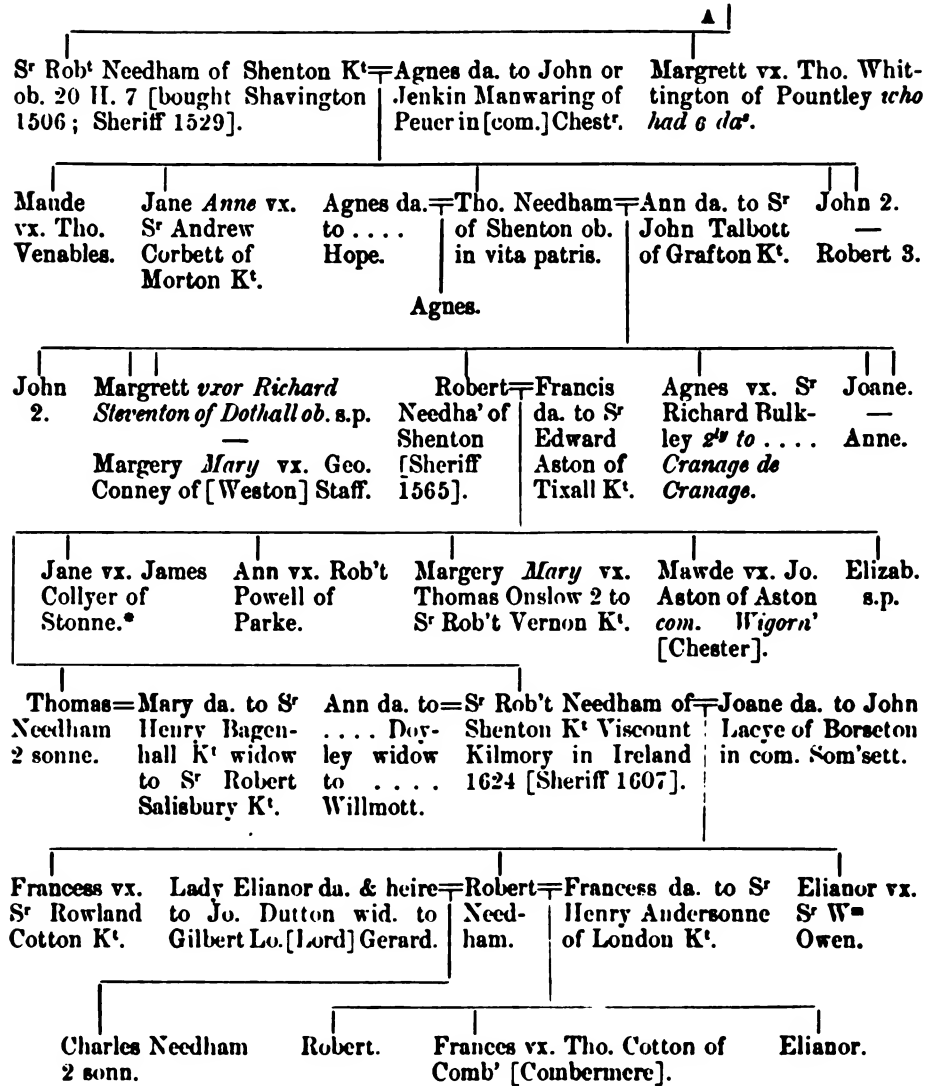 A
Sʳ Robᵗ Needham of Shenton Kᵗ = Agnes da. to John or Margrett vx. Tho. Whit-
ob. 20 H. 7 [bought Shavington Jenkin Manwaring of tington of Pountley who
1506; Sheriff 1529]. Peuer in [com.] Chestʳ. had 6 daˢ.
Maude Jane Anne vx. Agnes da. = Tho. Needham = Ann da. to Sʳ John 2.
vx. Tho. Sʳ Andrew to .... of Shenton ob. John Talbott —
Venables. Corbett of Hope. in vita patris. of Grafton Kᵗ. Robert 3.
Morton Kᵗ.
Agnes.
John Margrett vxor Richard Robert = Francis Agnes vx. Sʳ Joane.
2. Steventon of Dothall ob. s.p. Needha' of da. to Sʳ Richard Bulk- —
— Shenton Edward ley 2ˡʸ to .... Anne.
Margery Mary vx. Geo. [Sheriff Aston of Cranage de
Conney of [Weston] Staff. 1565]. Tixall Kᵗ. Cranage.
Jane vx. James Ann vx. Rob't Margery Mary vx. Mawde vx. Jo. Elizab.
Collyer of Powell of Thomas Onslow 2 to Aston of Aston s.p.
Stonne.* Parke. Sʳ Rob't Vernon Kᵗ. com. Wigorn'
[Chester].
Thomas = Mary da. to Sʳ Ann da. to = Sʳ Rob't Needham of = Joane da. to John
Needham Henry Bagen- .... Doy- Shenton Kᵗ Viscount Lacye of Borseton
2 sonne. hall Kᵗ widow ley widow Kilmory in Ireland in com. Som'sett.
to Sʳ Robert to .... 1624 [Sheriff 1607].
Salisbury Kᵗ. Willmott.
Francess vx. Lady Elianor da. & heire = Robert = Francess da. to Sʳ Elianor vx.
Sʳ Rowland to Jo. Dutton wid. to Need- Henry Andersonne Sʳ Wᵐ
Cotton Kᵗ. Gilbert Lo. [Lord] Gerard. ham. of London Kᵗ. Owen.
Charles Needham Robert. Frances vx. Tho. Cotton of Elianor.
2 sonn. Comb' [Combermere].